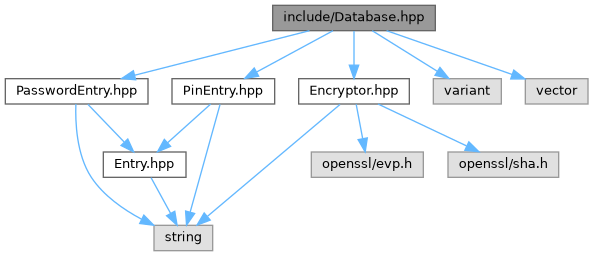 include/Database.hpp
PasswordEntry.hpp
PinEntry.hpp
Encryptor.hpp
variant
vector
Entry.hpp
openssl/evp.h
openssl/sha.h
string